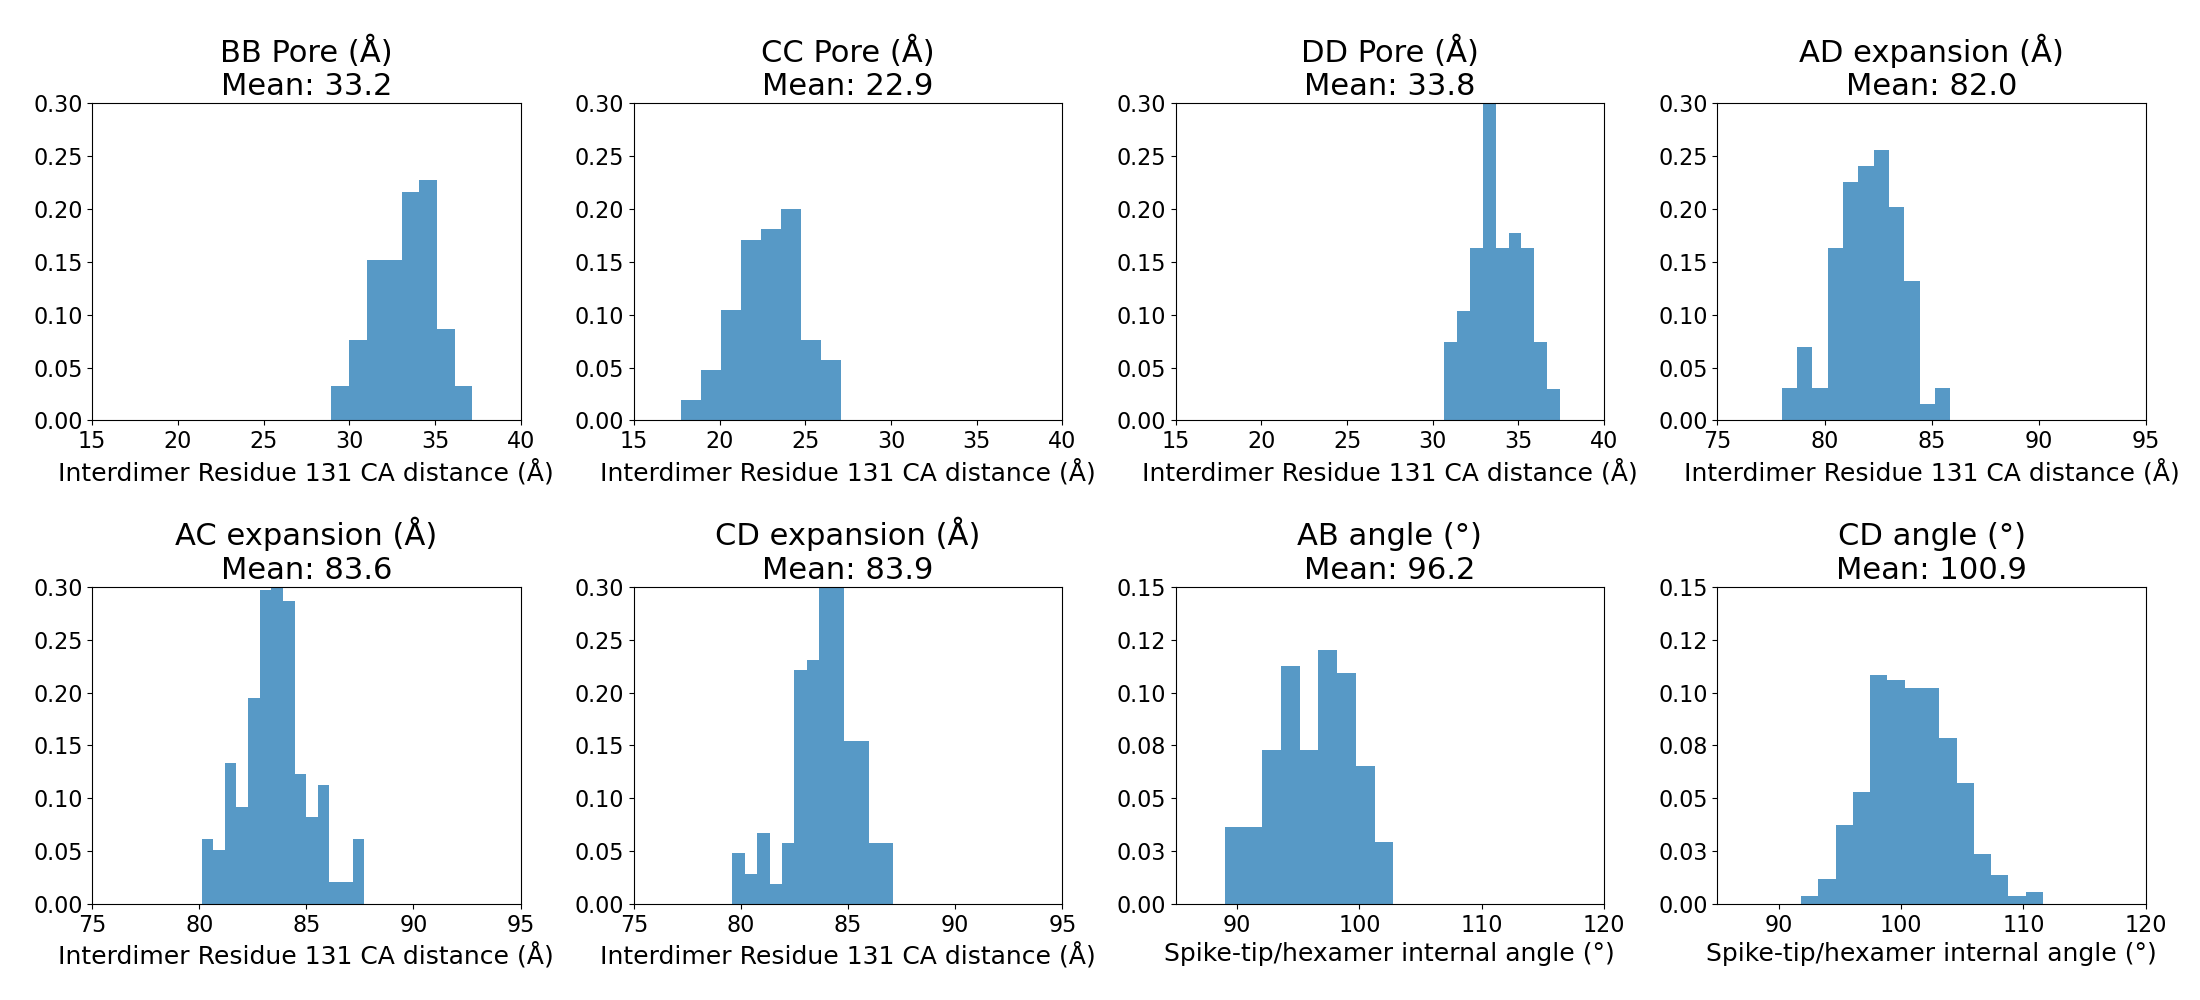 BB Pore (Å)
Mean: 33.2
0.30
0.25
0.20
0.15
0.10
0.05
0.00
15 20 25 30 35 40
Interdimer Residue 131 CA distance (Å)
CC Pore (Å)
Mean: 22.9
0.30
0.25
0.20
0.15
0.10
0.05
0.00
15 20 25 30 35 40
Interdimer Residue 131 CA distance (Å)
DD Pore (Å)
Mean: 33.8
0.30
0.25
0.20
0.15
0.10
0.05
0.00
15 20 25 30 35 40
Interdimer Residue 131 CA distance (Å)
AD expansion (Å)
Mean: 82.0
0.30
0.25
0.20
0.15
0.10
0.05
0.00
75 80 85 90 95
Interdimer Residue 131 CA distance (Å)
AC expansion (Å)
Mean: 83.6
0.30
0.25
0.20
0.15
0.10
0.05
0.00
75 80 85 90 95
Interdimer Residue 131 CA distance (Å)
CD expansion (Å)
Mean: 83.9
0.30
0.25
0.20
0.15
0.10
0.05
0.00
75 80 85 90 95
Interdimer Residue 131 CA distance (Å)
AB angle (°)
Mean: 96.2
0.15
0.12
0.10
0.08
0.05
0.03
0.00
90 100 110 120
Spike-tip/hexamer internal angle (°)
CD angle (°)
Mean: 100.9
0.15
0.12
0.10
0.08
0.05
0.03
0.00
90 100 110 120
Spike-tip/hexamer internal angle (°)